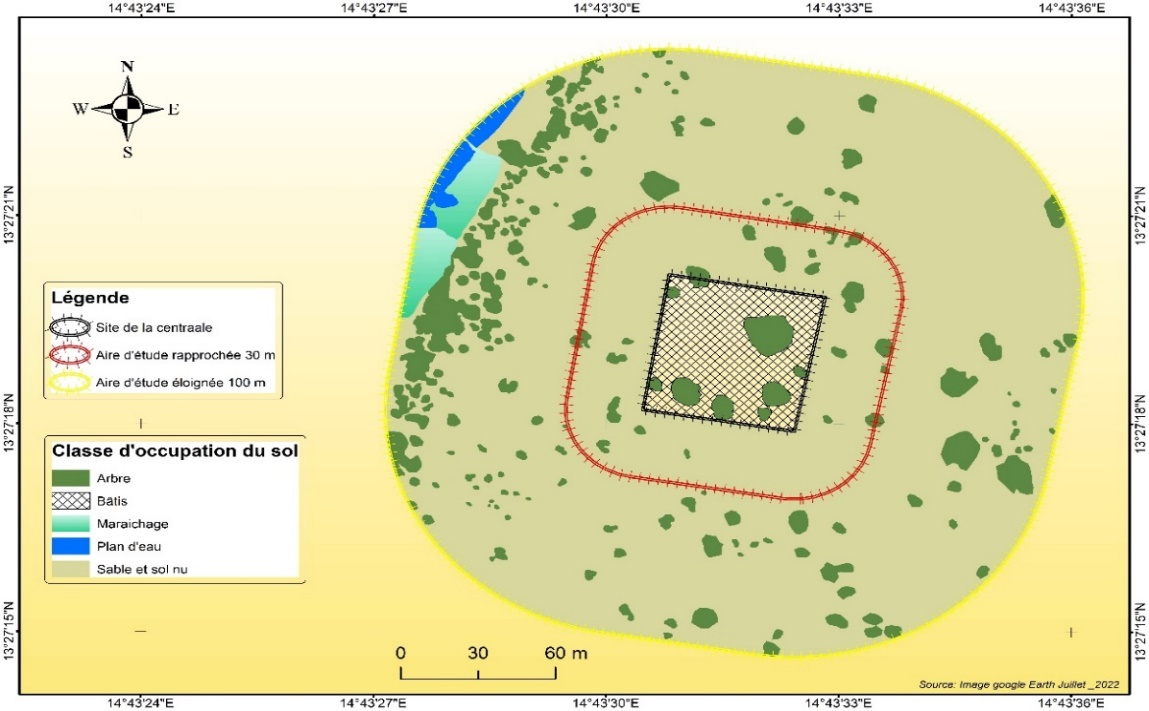 14°43'24"E 14°43'27"E 14°43'30"E 14°43'33"E 14°43'36"E
N
W E
S
13°27'21"N 13°27'21"N
Légende
Site de la centraale
Aire d'étude rapprochée 30 m
Aire d'étude éloignée 100 m
13°27'18"N 13°27'18"N
Classe d'occupation du sol
Arbre
Bâtis
Maraichage
Plan d'eau
Sable et sol nu
13°27'15"N 13°27'15"N
0 30 60 m
Source: Image google Earth Juillet _2022
14°43'24"E 14°43'27"E 14°43'30"E 14°43'33"E 14°43'36"E